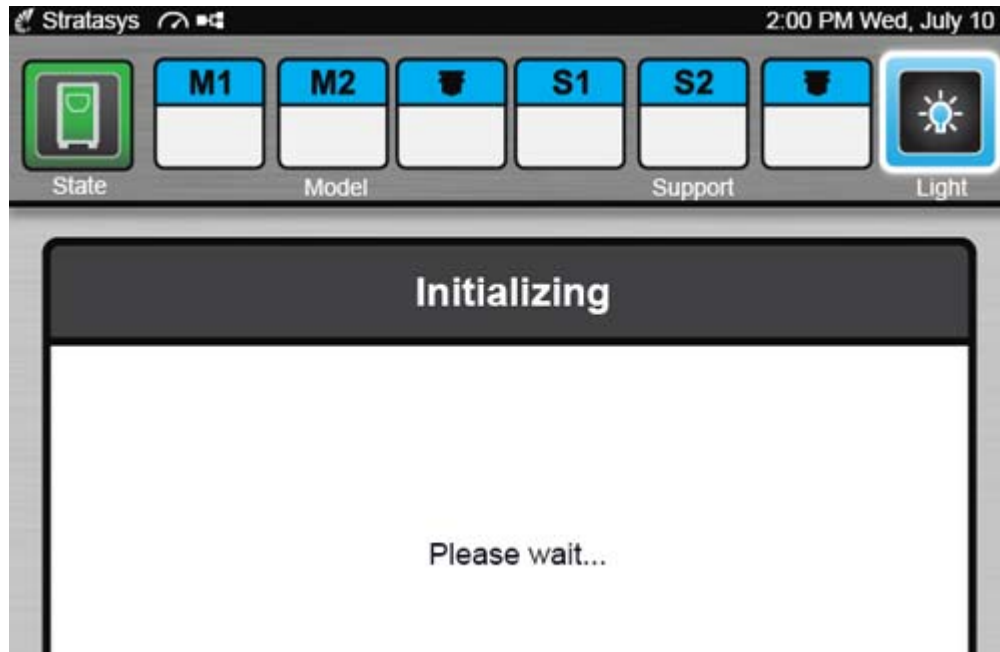 Stratasys 2:00 PM Wed, July 10
M1 M2 S1 S2
State Model Support Light
Initializing
Please wait...